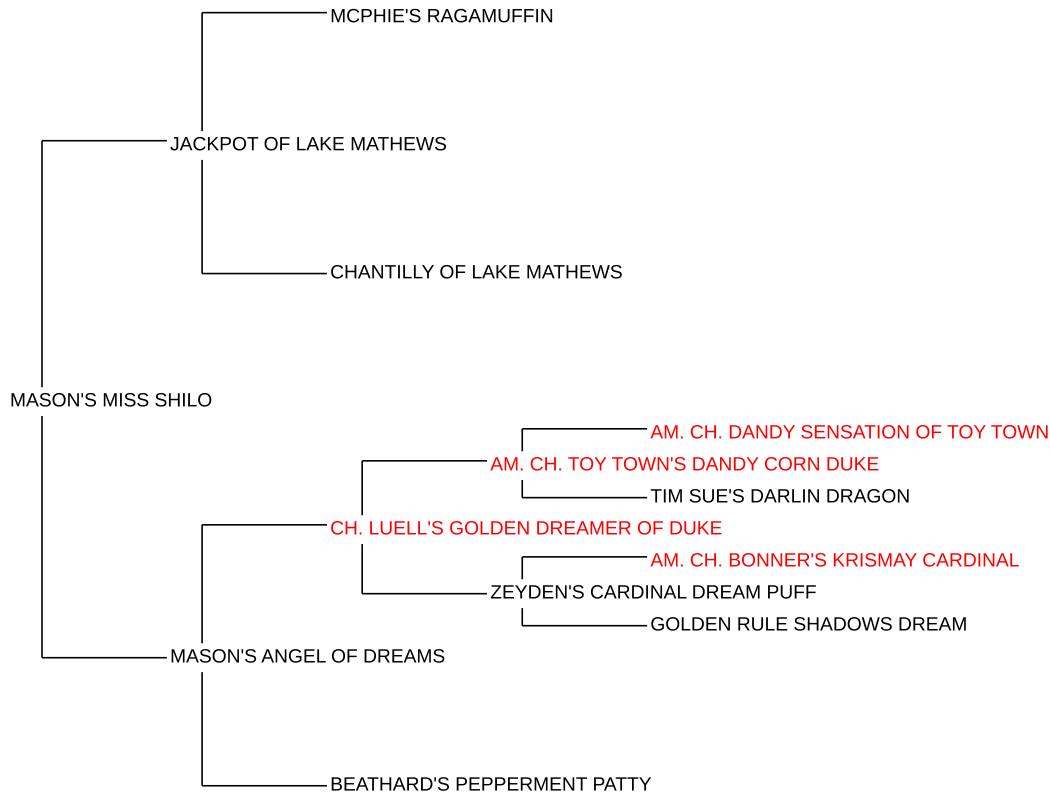 MCPHIE'S RAGAMUFFIN
JACKPOT OF LAKE MATHEWS
CHANTILLY OF LAKE MATHEWS
MASON'S MISS SHILO
AM. CH. DANDY SENSATION OF TOY TOWN
AM. CH. TOY TOWN'S DANDY CORN DUKE
TIM SUE'S DARLIN DRAGON
CH. LUELL'S GOLDEN DREAMER OF DUKE
AM. CH. BONNER'S KRISMAY CARDINAL
ZEYDEN'S CARDINAL DREAM PUFF
GOLDEN RULE SHADOWS DREAM
MASON'S ANGEL OF DREAMS
BEATHARD'S PEPPERMENT PATTY